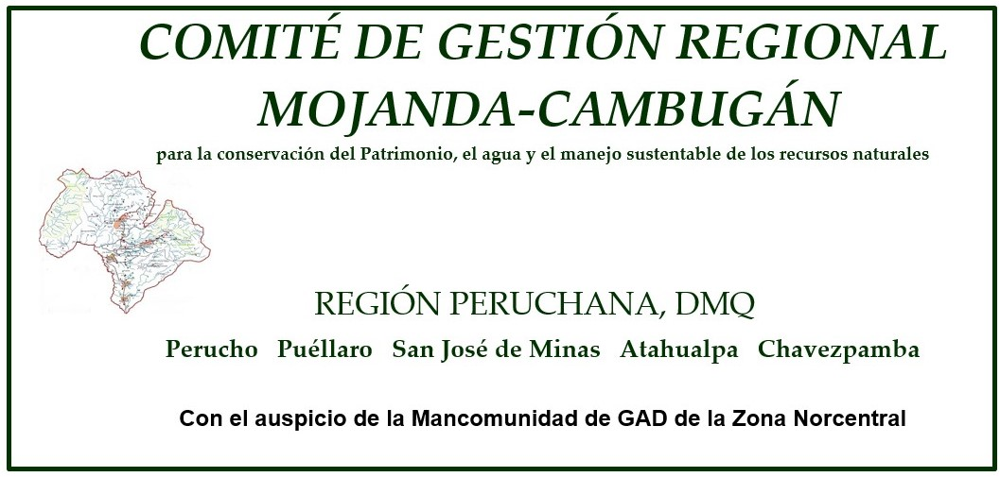 COMITÉ DE GESTIÓN REGIONAL
MOJANDA-CAMBUGÁN
para la conservación del Patrimonio, el agua y el manejo sustentable de los recursos naturales
REGIÓN PERUCHANA, DMQ
Perucho Puéllaro San José de Minas Atahualpa Chavezpamba
Con el auspicio de la Mancomunidad de GAD de la Zona Norcentral